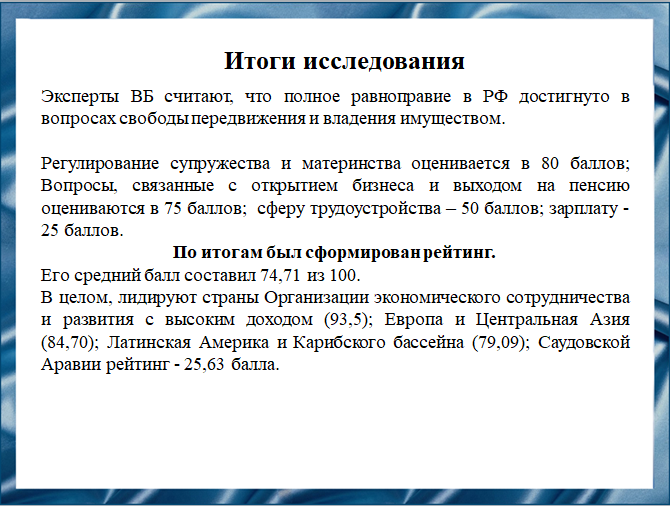 Итоги исследования
Эксперты ВБ считают, что полное равноправие в РФ достигнуто в
вопросах свободы передвижения и владения имуществом.
Регулирование супружества и материнства оценивается в 80 баллов;
Вопросы, связанные с открытием бизнеса и выходом на пенсию
оцениваются в 75 баллов; сферу трудоустройства – 50 баллов; зарплату -
25 баллов.
По итогам был сформирован рейтинг.
Его средний балл составил 74,71 из 100.
В целом, лидируют страны Организации экономического сотрудничества
и развития с высоким доходом (93,5); Европа и Центральная Азия
(84,70); Латинская Америка и Карибского бассейна (79,09); Саудовской
Аравии рейтинг - 25,63 балла.